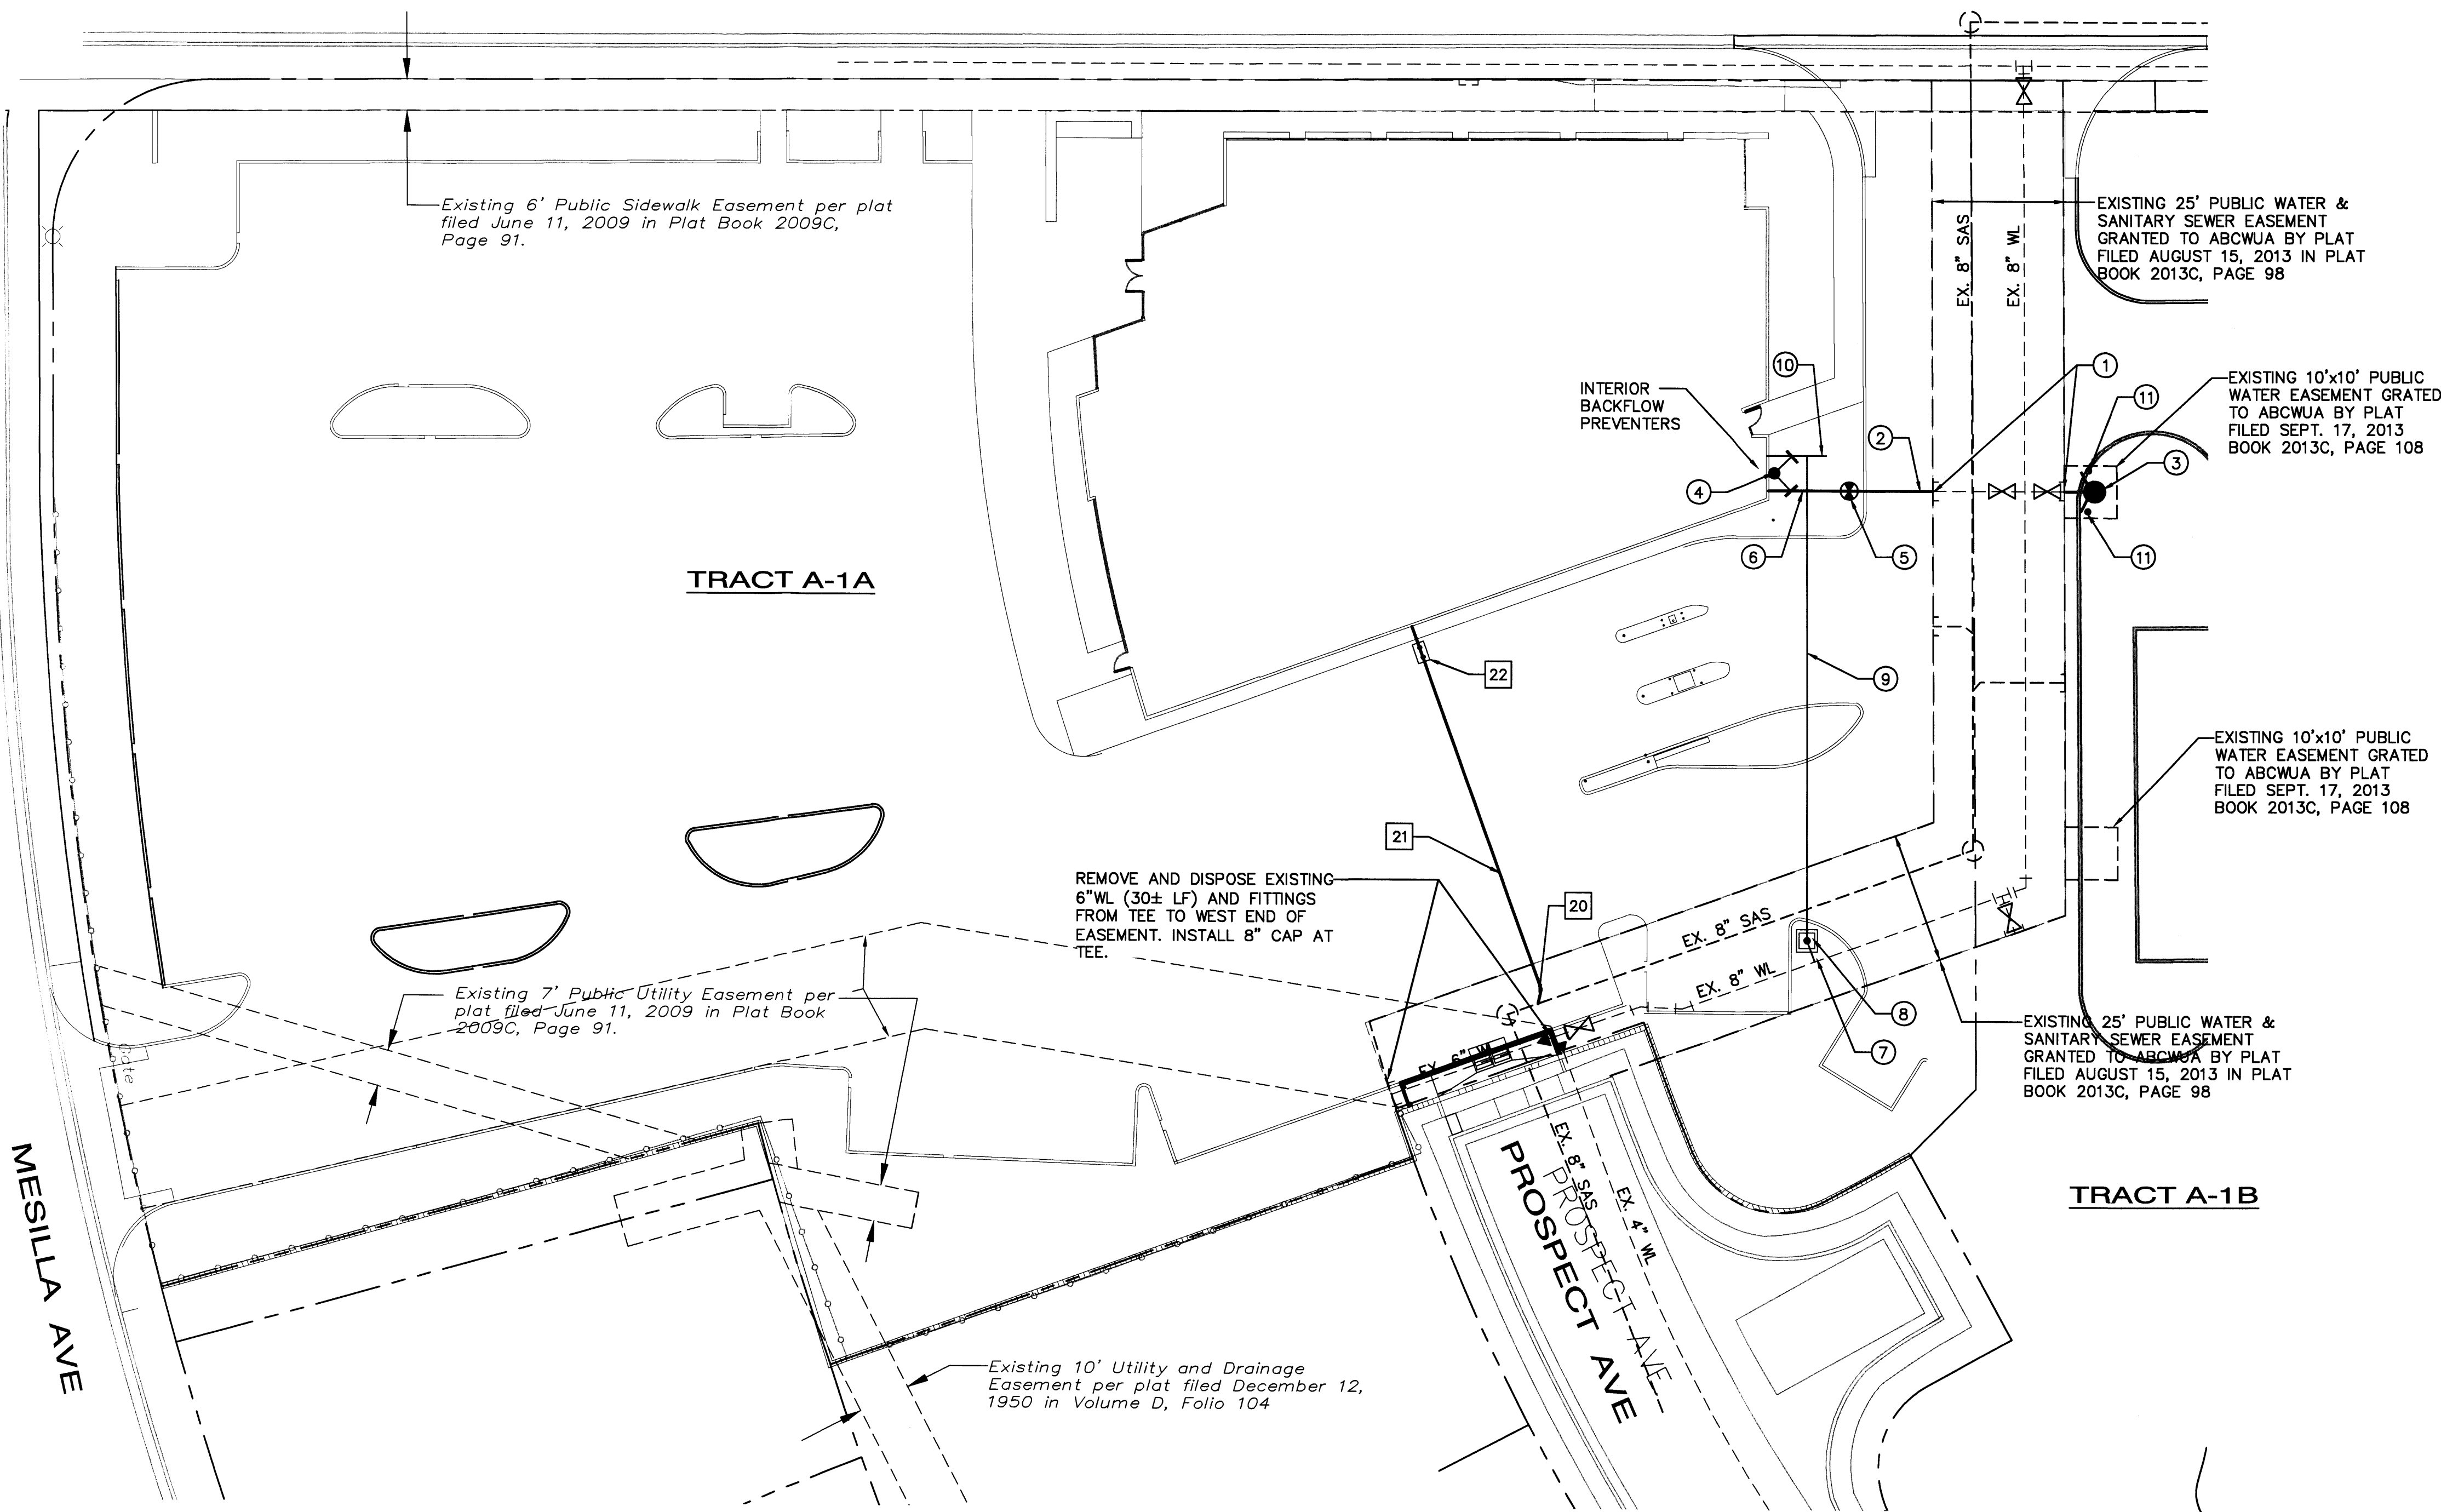 Existing 6' Public Sidewalk Easement per plat
filed June 11, 2009 in Plat Book 2009C,
Page 91.
EX. 8" SAS
EX. 8" WL
EXISTING 25' PUBLIC WATER &
SANITARY SEWER EASEMENT
GRANTED TO ABCWUA BY PLAT
FILED AUGUST 15, 2013 IN PLAT
BOOK 2013C, PAGE 98
INTERIOR
BACKFLOW
PREVENTERS
10
1
2
4
6
5
11
3
11
EXISTING 10'x10' PUBLIC
WATER EASEMENT GRATED
TO ABCWUA BY PLAT
FILED SEPT. 17, 2013
BOOK 2013C, PAGE 108
TRACT A-1A
22
9
EXISTING 10'x10' PUBLIC
WATER EASEMENT GRATED
TO ABCWUA BY PLAT
FILED SEPT. 17, 2013
BOOK 2013C, PAGE 108
21
20
REMOVE AND DISPOSE EXISTING
6"WL (30± LF) AND FITTINGS
FROM TEE TO WEST END OF
EASEMENT. INSTALL 8" CAP AT
TEE.
EX. 8" SAS
EX. 8" WL
Existing 7' Public Utility Easement per
plat filed June 11, 2009 in Plat Book
2009C, Page 91.
8
7
EXISTING 25' PUBLIC WATER &
SANITARY SEWER EASEMENT
GRANTED TO ABCWUA BY PLAT
FILED AUGUST 15, 2013 IN PLAT
BOOK 2013C, PAGE 98
Gate
EX. 6" WL
EX. 8" SAS
EX. 4" WL
PROSPECT AVE
PROSPECT AVE
TRACT A-1B
MESILLA AVE
Existing 10' Utility and Drainage
Easement per plat filed December 12,
1950 in Volume D, Folio 104